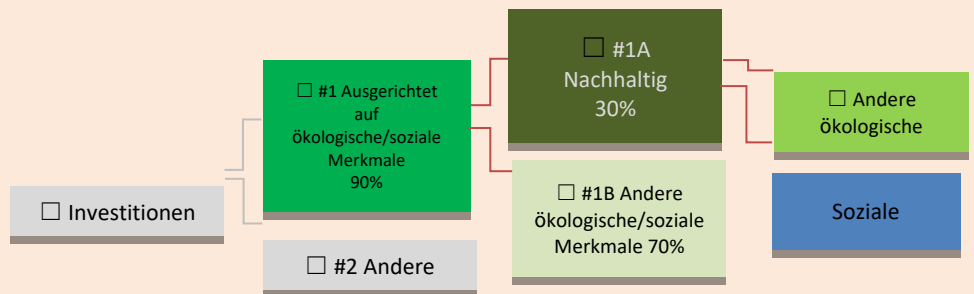 ☐ Investitionen
☐ #1 Ausgerichtet
auf
ökologische/soziale
Merkmale
90%
☐ #2 Andere
☐ #1A
Nachhaltig
30%
☐ #1B Andere
ökologische/soziale
Merkmale 70%
☐ Andere
ökologische
Soziale